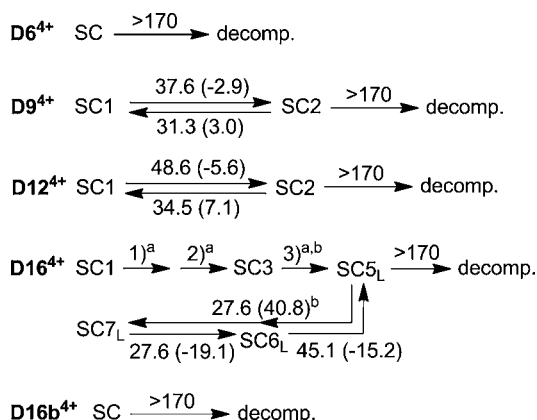 D6⁴⁺ SC >170 decomp.
D9⁴⁺ SC1 37.6 (-2.9) 31.3 (3.0) SC2 >170 decomp.
D12⁴⁺ SC1 48.6 (-5.6) 34.5 (7.1) SC2 >170 decomp.
D16⁴⁺ SC1 1)ᵃ 2)ᵃ SC3 3)ᵃ,ᵇ SC5L >170 decomp.
27.6 (40.8)ᵇ
SC7L 27.6 (-19.1) SC6L 45.1 (-15.2)
D16b⁴⁺ SC >170 decomp.